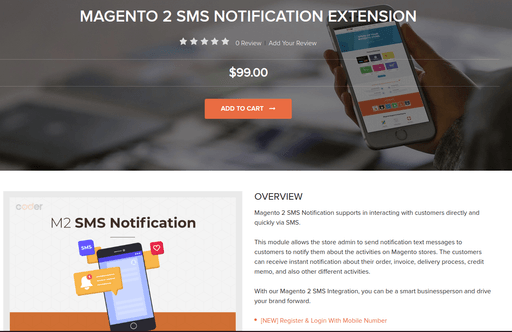 MAGENTO 2 SMS NOTIFICATION EXTENSION
0 Review Add Your Review
$99.00
ADD TO CART
coder
M2 SMS Notification
SMS
OVERVIEW
Magento 2 SMS Notification supports in interacting with customers directly and
quickly via SMS.
This module allows the store admin to send notification text messages to
customers to notify them about the activities on Magento stores. The customers
can receive instant notification about their order, invoice, delivery process, credit
memo, and also other different activities.
With our Magento 2 SMS Integration, you can be a smart businessperson and drive
your brand forward.
[NEW] Register & Login With Mobile Number